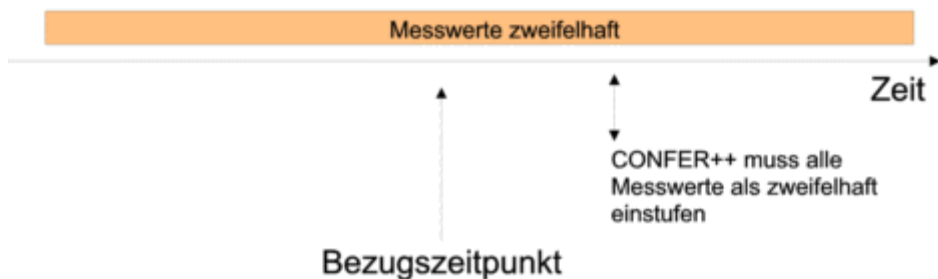 Messwerte zweifelhaft
Zeit
CONFER++ muss alle
Messwerte als zweifelhaft
einstufen
Bezugszeitpunkt